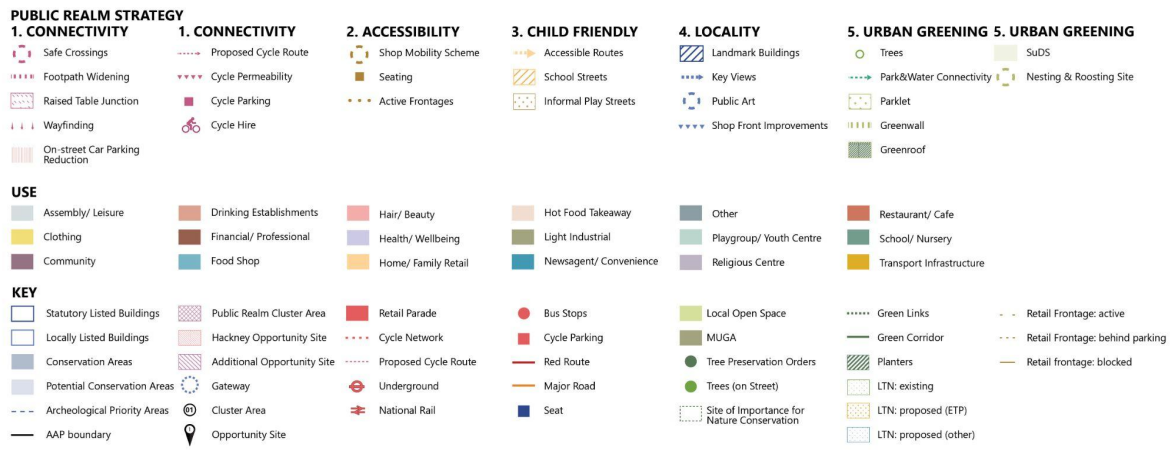 PUBLIC REALM STRATEGY
1. CONNECTIVITY
Safe Crossings
Footpath Widening
Raised Table Junction
Wayfinding
On-street Car Parking
Reduction
1. CONNECTIVITY
Proposed Cycle Route
Cycle Permeability
Cycle Parking
Cycle Hire
2. ACCESSIBILITY
Shop Mobility Scheme
Seating
Active Frontages
3. CHILD FRIENDLY
Accessible Routes
School Streets
Informal Play Streets
4. LOCALITY
Landmark Buildings
Key Views
Public Art
Shop Front Improvements
5. URBAN GREENING
Trees
Park&Water Connectivity
Parklet
Greenwall
Greenroof
5. URBAN GREENING
SuDS
Nesting & Roosting Site
USE
Assembly/ Leisure
Clothing
Community
Drinking Establishments
Financial/ Professional
Food Shop
Hair/ Beauty
Health/ Wellbeing
Home/ Family Retail
Hot Food Takeaway
Light Industrial
Newsagent/ Convenience
Other
Playgroup/ Youth Centre
Religious Centre
Restaurant/ Cafe
School/ Nursery
Transport Infrastructure
KEY
Statutory Listed Buildings
Locally Listed Buildings
Conservation Areas
Potential Conservation Areas
Archeological Priority Areas
AAP boundary
Public Realm Cluster Area
Hackney Opportunity Site
Additional Opportunity Site
Gateway
01 Cluster Area
1 Opportunity Site
Retail Parade
Cycle Network
Proposed Cycle Route
Underground
National Rail
Bus Stops
Cycle Parking
Red Route
Major Road
Seat
Local Open Space
MUGA
Tree Preservation Orders
Trees (on Street)
Site of Importance for
Nature Conservation
Green Links
Green Corridor
Planters
LTN: existing
LTN: proposed (ETP)
LTN: proposed (other)
Retail Frontage: active
Retail Frontage: behind parking
Retail frontage: blocked